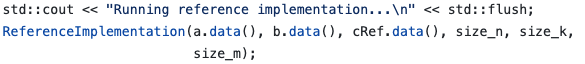 std::cout << "Running reference implementation...\n" << std::flush;
ReferenceImplementation(a.data(), b.data(), cRef.data(), size_n, size_k,
size_m);